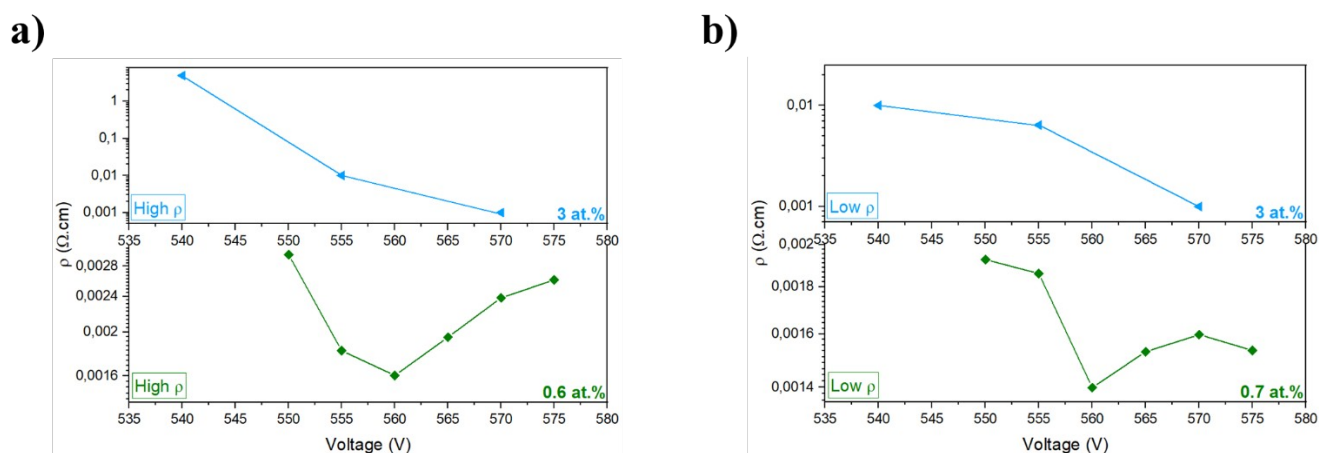 a)
1
0,1
0,01
0,001
High ρ
3 at.%
535 540 545 550 555 560 565 570 575 580
ρ (Ω.cm)
0,0028
0,0024
0,002
0,0016
High ρ
0.6 at.%
535 540 545 550 555 560 565 570 575 580
Voltage (V)
b)
0,01
0,001
Low ρ
3 at.%
535 540 545 550 555 560 565 570 575 580
ρ (Ω.cm)
0,002
0,0018
0,0016
0,0014
Low ρ
0.7 at.%
535 540 545 550 555 560 565 570 575 580
Voltage (V)